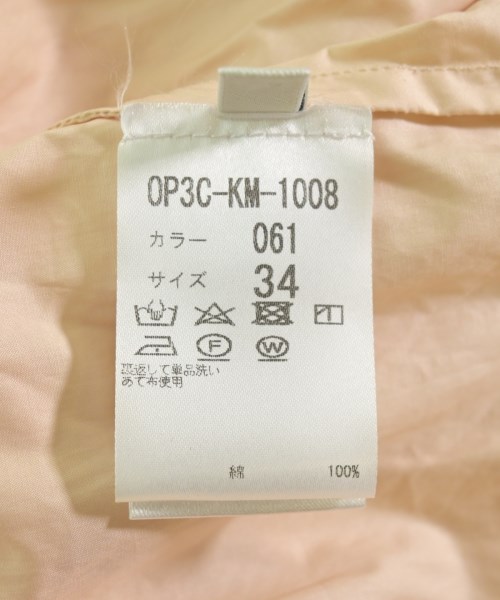 OP3C-KM-1008
カラー 061
サイズ 34
F W
裏返して単品洗い
あて布使用
綿 100%